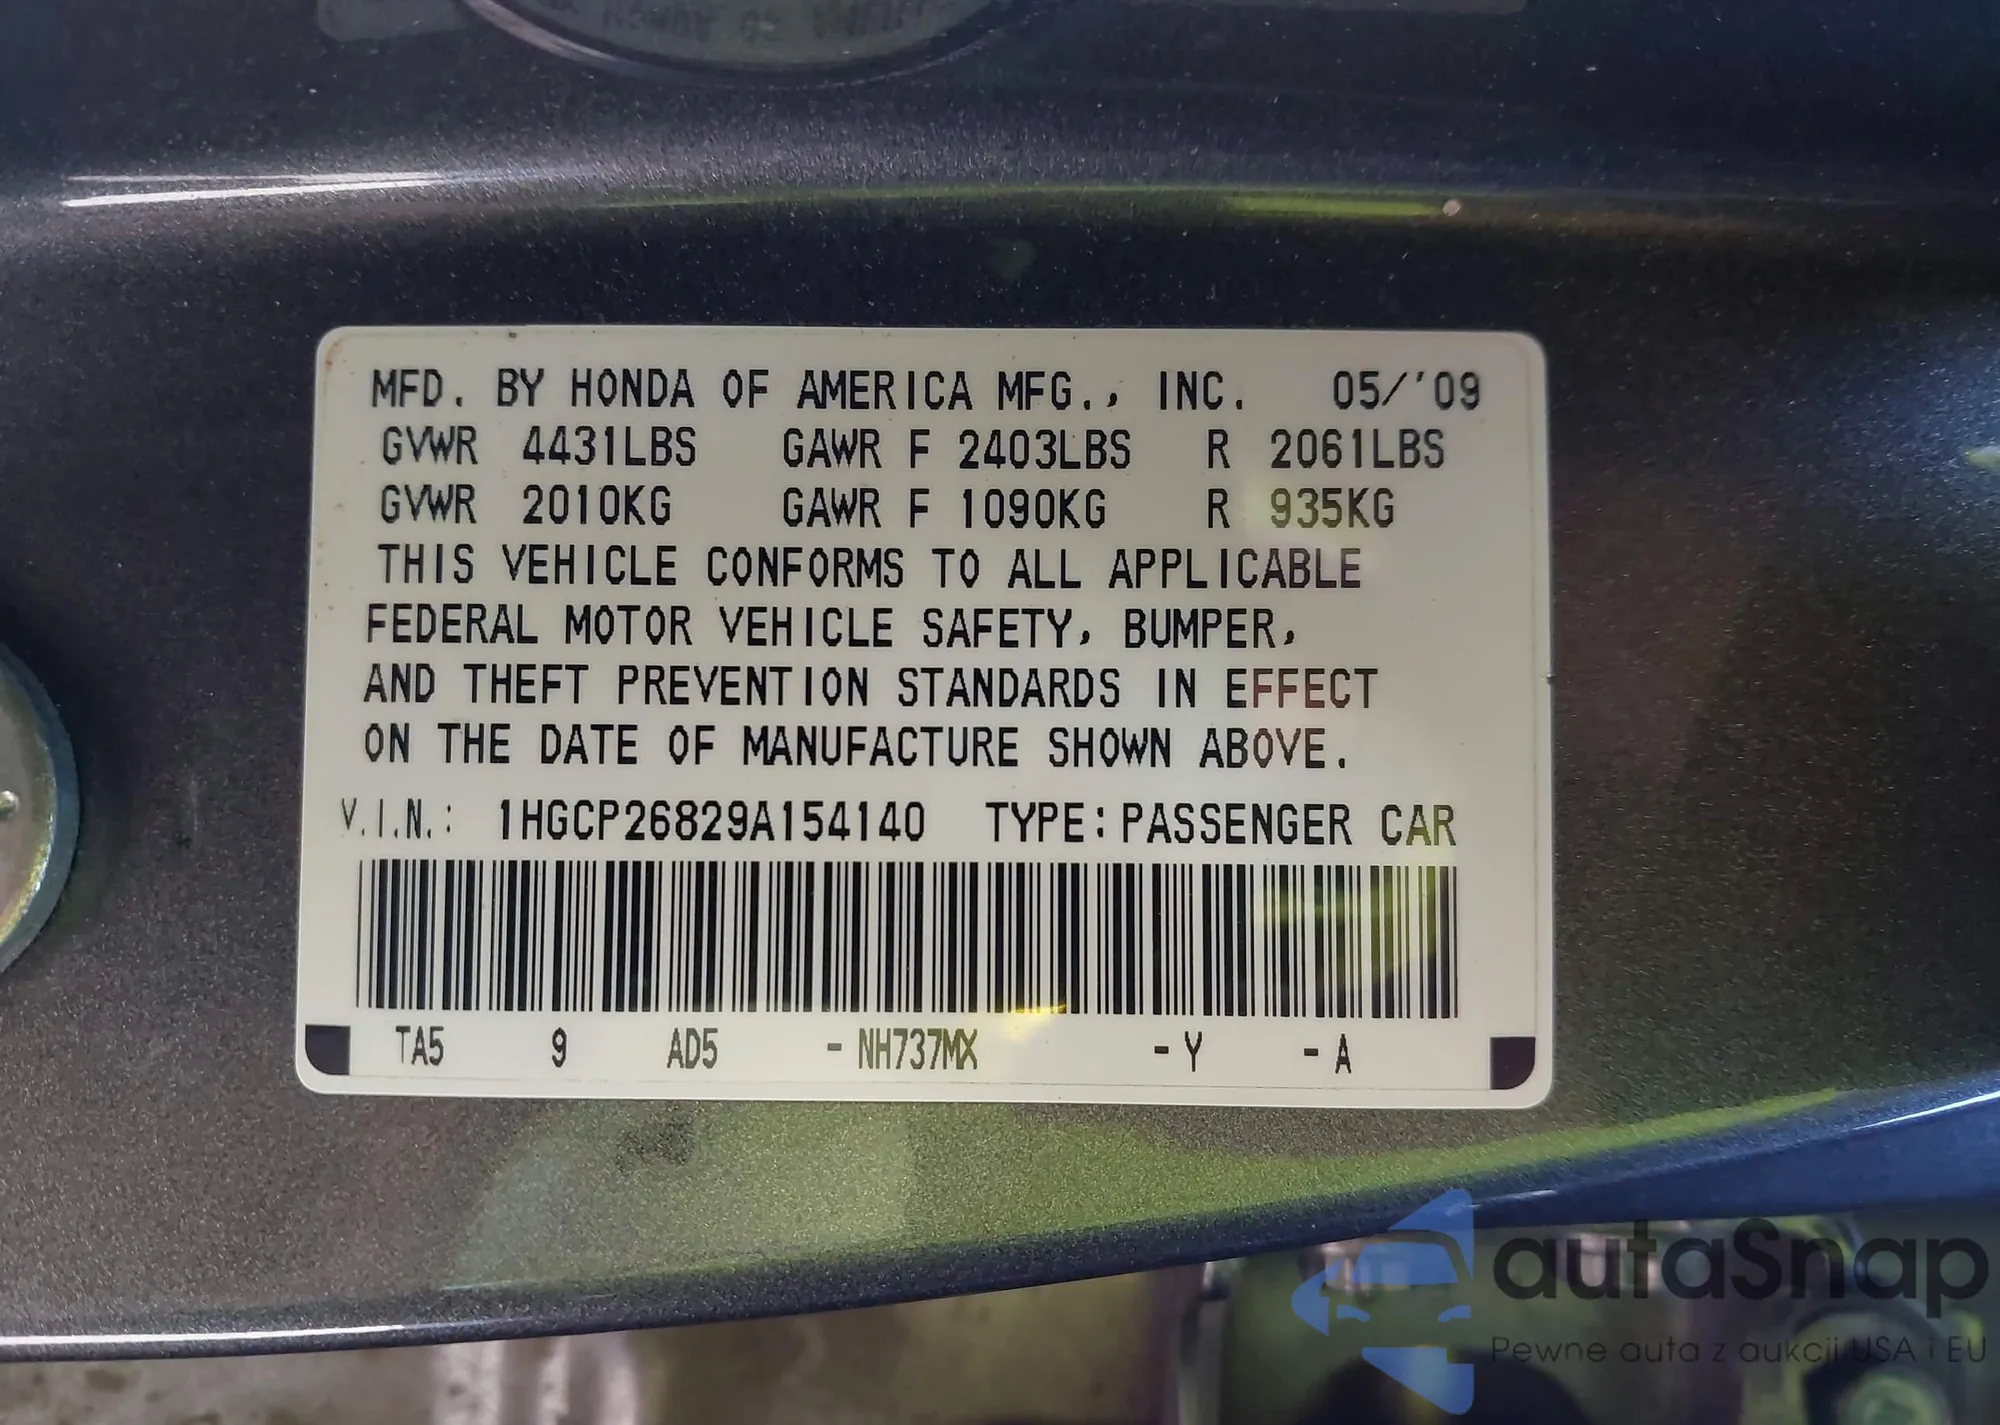 MFD. BY HONDA OF AMERICA MFG., INC. 05/'09
GVWR 4431LBS GAWR F 2403LBS R 2061LBS
GVWR 2010KG GAWR F 1090KG R 935KG
THIS VEHICLE CONFORMS TO ALL APPLICABLE
FEDERAL MOTOR VEHICLE SAFETY, BUMPER,
AND THEFT PREVENTION STANDARDS IN EFFECT
ON THE DATE OF MANUFACTURE SHOWN ABOVE.
V.I.N.: 1HGCP26829A154140 TYPE: PASSENGER CAR
TA5 9 AD5 - NH737MX - Y - A
autaSnap
Pewne auta z aukcji USA i EU